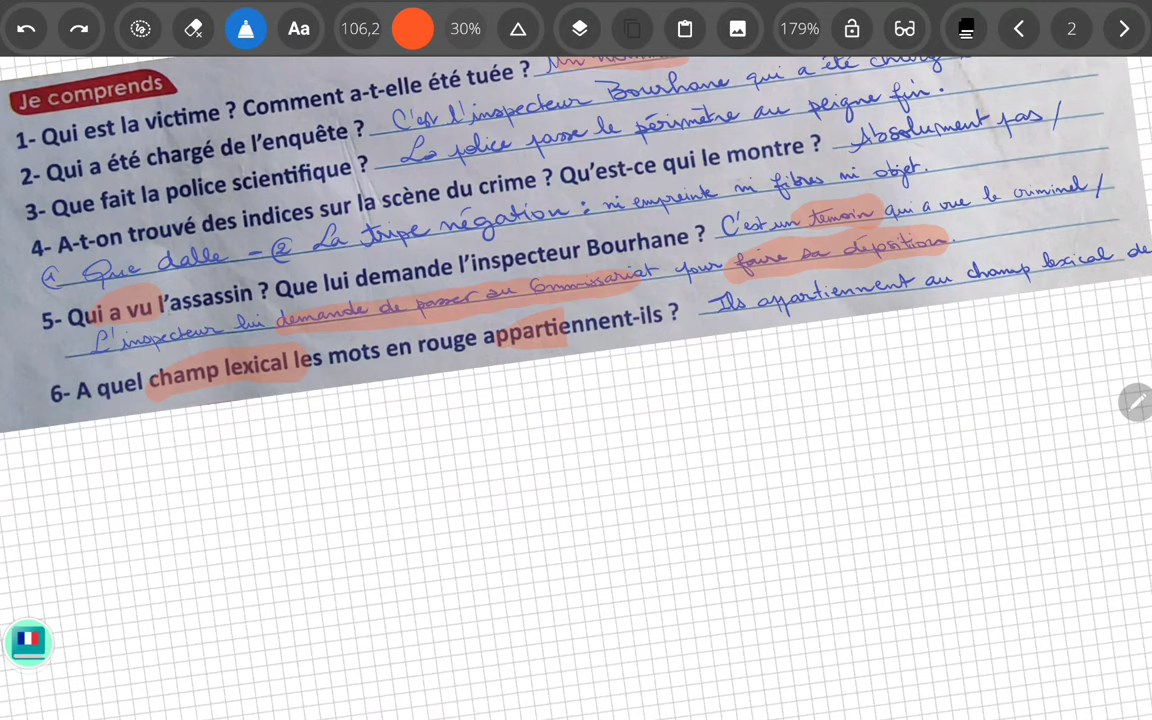 106,2 30% 179% 2
Aa
Je comprends
1- Qui est la victime ? Comment a-t-elle été tuée ? Un
2- Qui a été chargé de l'enquête ? C'est l'inspecteur Bourhane qui a été
3- Que fait la police scientifique ? La police passe le périmètre au peigne fin.
4- A-t-on trouvé des indices sur la scène du crime ? Qu'est-ce qui le montre ? Absolument pas /
Que dalle - La tripe négation : ni empreinte ni fibres ni objet.
5- Qui a vu l'assassin ? Que lui demande l'inspecteur Bourhane ? C'est un temoin qui a vue le criminel /
L'inspecteur lui demande de passer au Commissariat pour faire sa déposition.
6- A quel champ lexical les mots en rouge appartiennent-ils ? Ils appartiennent au champ lexical de